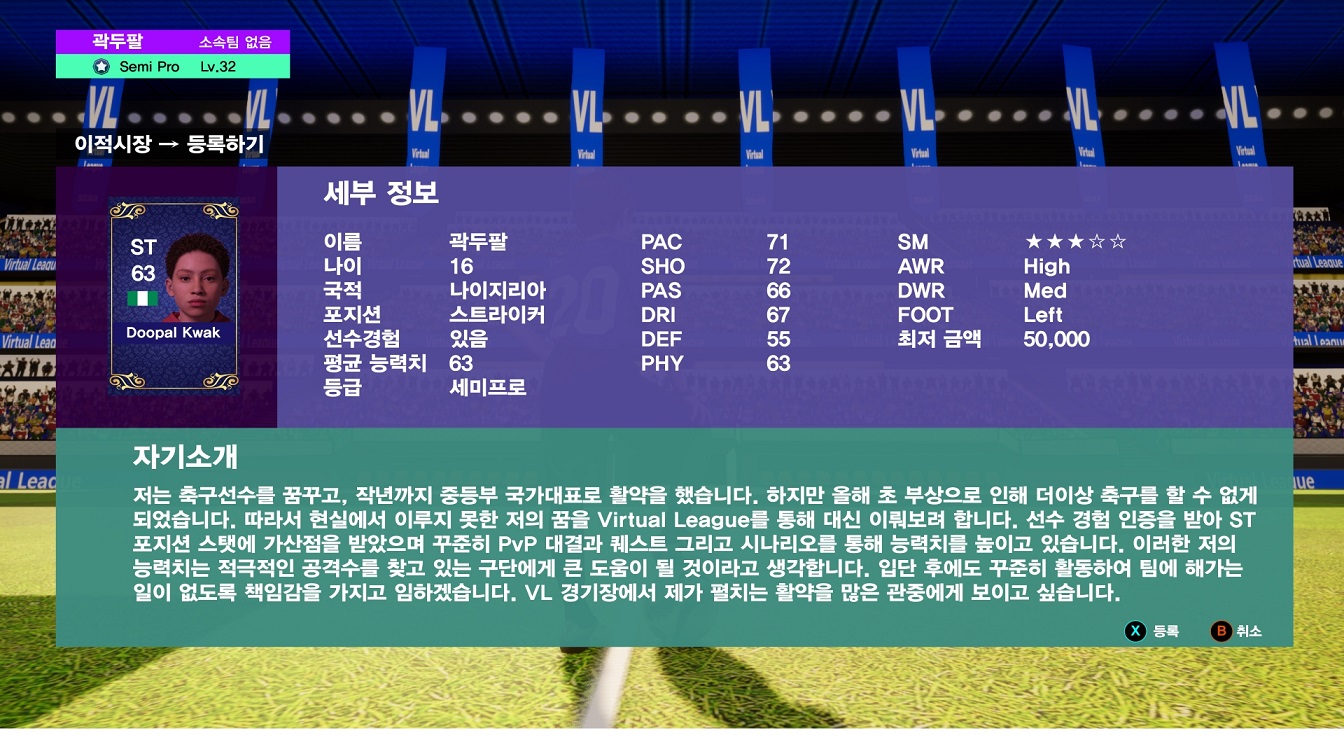 곽두팔 소속팀 없음
Semi Pro Lv.32
VL VL VL VL VL VL VL VL
Virtual Virtual Virtual Virtual Virtual Virtual
League
이적시장 → 등록하기
세부 정보
ST
63
Doopal Kwak
이름 곽두팔 PAC 71 SM ★★★☆☆
나이 16 SHO 72 AWR High
국적 나이지리아 PAS 66 DWR Med
포지션 스트라이커 DRI 67 FOOT Left
선수경험 있음 DEF 55 최저 금액 50,000
평균 능력치 63 PHY 63
등급 세미프로
자기소개
저는 축구선수를 꿈꾸고, 작년까지 중등부 국가대표로 활약을 했습니다. 하지만 올해 초 부상으로 인해 더이상 축구를 할 수 없게
되었습니다. 따라서 현실에서 이루지 못한 저의 꿈을 Virtual League를 통해 대신 이뤄보려 합니다. 선수 경험 인증을 받아 ST
포지션 스탯에 가산점을 받았으며 꾸준히 PvP 대결과 퀘스트 그리고 시나리오를 통해 능력치를 높이고 있습니다. 이러한 저의
능력치는 적극적인 공격수를 찾고 있는 구단에게 큰 도움이 될 것이라고 생각합니다. 입단 후에도 꾸준히 활동하여 팀에 해가는
일이 없도록 책임감을 가지고 임하겠습니다. VL 경기장에서 제가 펼치는 활약을 많은 관중에게 보이고 싶습니다.
X 등록 B 취소